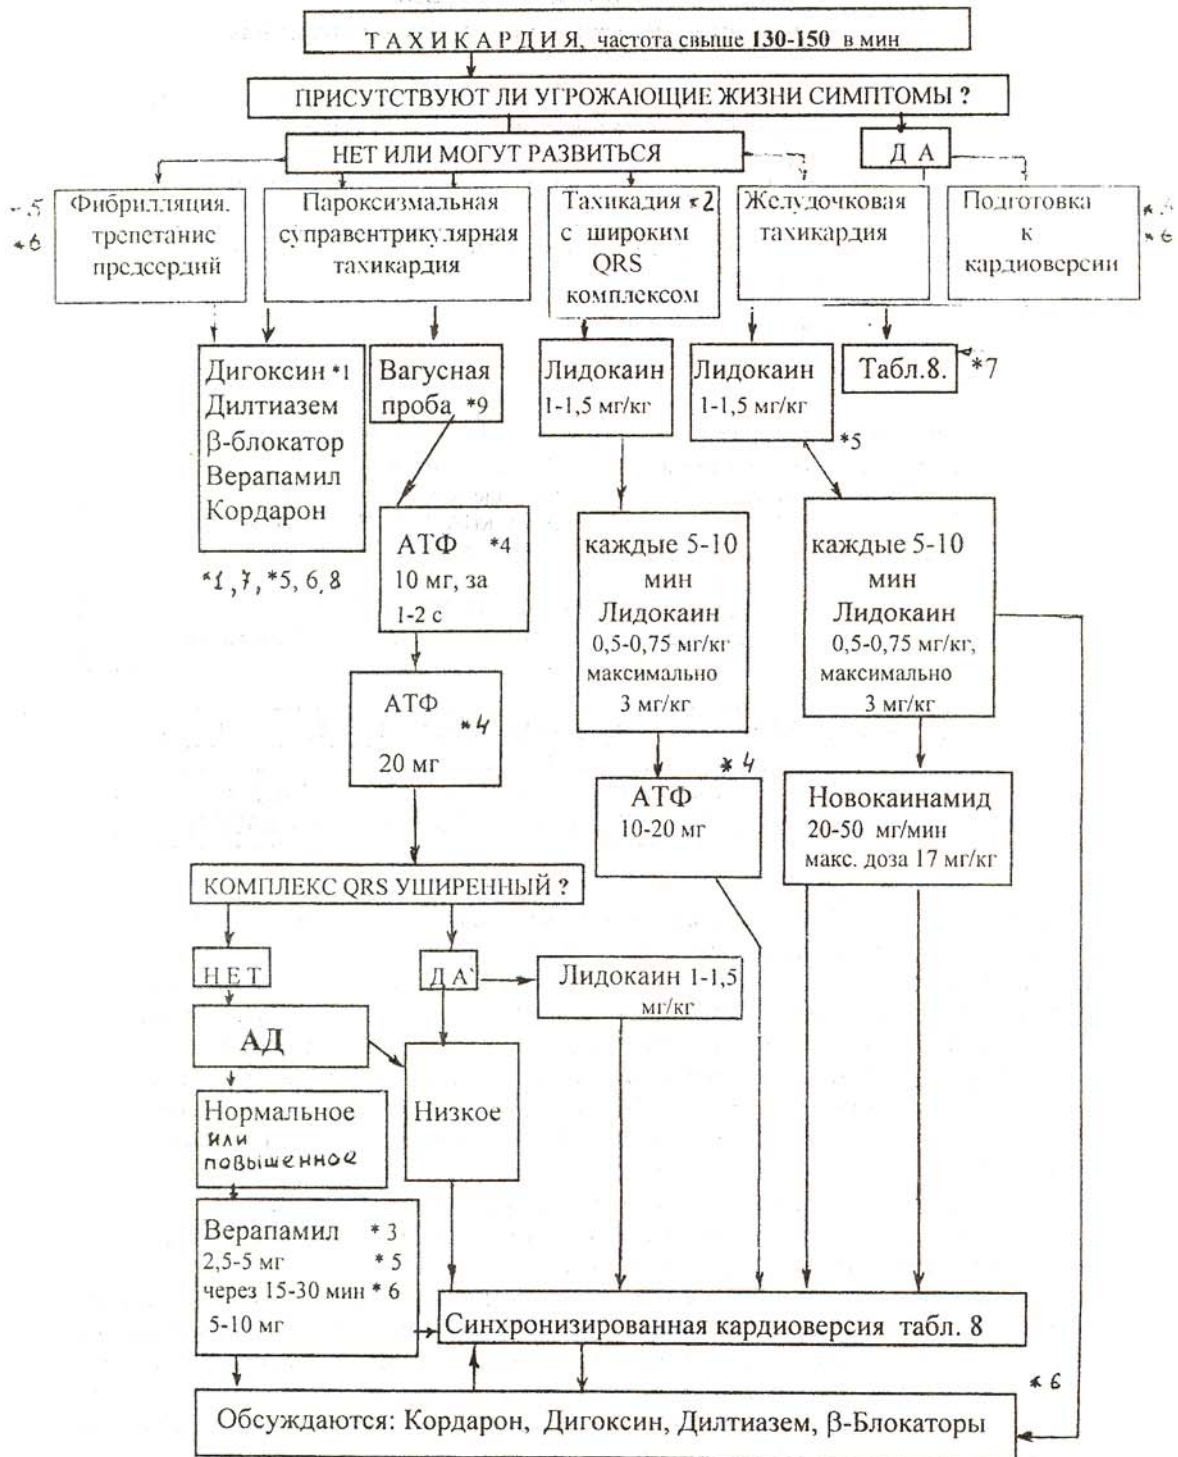 ТАХИКАРДИЯ, частота свыше 130-150 в мин
ПРИСУТСТВУЮТ ЛИ УГРОЖАЮЩИЕ ЖИЗНИ СИМПТОМЫ ?
НЕТ ИЛИ МОГУТ РАЗВИТЬСЯ
ДА
*5
*6
Фибрилляция.
трепетание
предсердий
Пароксизмальная
суправентрикулярная
тахикардия
Тахикадия *2
с широким
QRS
комплексом
Желудочковая
тахикардия
Подготовка
к
кардиоверсии
*6
Дигоксин *1
Дилтиазем
β-блокатор
Верапамил
Кордарон
*1,7,*5,6,8
Вагусная
проба *9
Лидокаин
1-1,5 мг/кг
Лидокаин
1-1,5 мг/кг
*5
Табл.8.
*7
АТФ *4
10 мг, за
1-2 с
каждые 5-10
мин
Лидокаин
0,5-0,75 мг/кг
максимально
3 мг/кг
каждые 5-10
мин
Лидокаин
0,5-0,75 мг/кг,
максимально
3 мг/кг
АТФ
*4
20 мг
*4
АТФ
10-20 мг
Новокаинамид
20-50 мг/мин
макс. доза 17 мг/кг
КОМПЛЕКС QRS УШИРЕННЫЙ ?
НЕТ
ДА
Лидокаин 1-1,5
мг/кг
АД
Нормальное
или
повышенное
Низкое
Верапамил *3
2,5-5 мг *5
через 15-30 мин *6
5-10 мг
Синхронизированная кардиоверсия табл. 8
*6
Обсуждаются: Кордарон, Дигоксин, Дилтиазем, β-Блокаторы